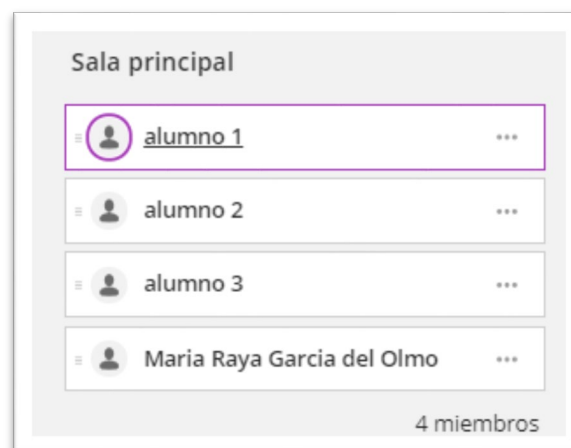 Sala principal
alumno 1
alumno 2
alumno 3
Maria Raya Garcia del Olmo
4 miembros